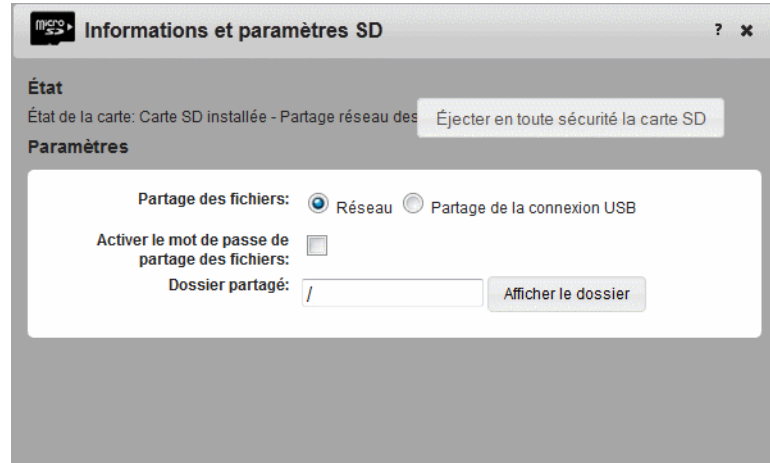 micro SD
Informations et paramètres SD ? ✖
État
État de la carte: Carte SD installée - Partage réseau des
Éjecter en toute sécurité la carte SD
Paramètres
Partage des fichiers: Réseau Partage de la connexion USB
Activer le mot de passe de
partage des fichiers:
Dossier partagé: / Afficher le dossier